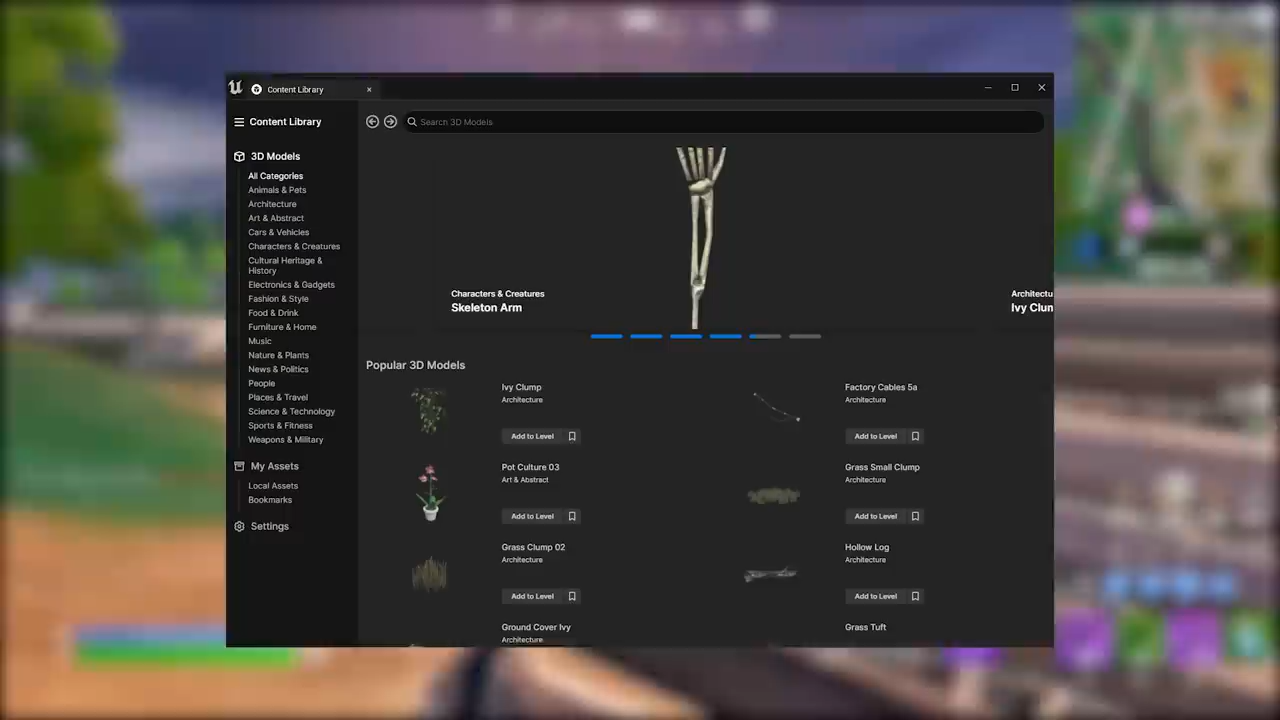 Content Library
Content Library
Search 3D Models
3D Models
All Categories
Animals & Pets
Architecture
Art & Abstract
Cars & Vehicles
Characters & Creatures
Cultural Heritage &
History
Electronics & Gadgets
Fashion & Style
Food & Drink
Furniture & Home
Music
Nature & Plants
News & Politics
People
Places & Travel
Science & Technology
Sports & Fitness
Weapons & Military
My Assets
Local Assets
Bookmarks
Settings
Characters & Creatures
Skeleton Arm
Architectu
Ivy Clun
Popular 3D Models
Ivy Clump
Architecture
Add to Level
Factory Cables 5a
Architecture
Add to Level
Pot Culture 03
Art & Abstract
Add to Level
Grass Small Clump
Architecture
Add to Level
Grass Clump 02
Architecture
Add to Level
Hollow Log
Architecture
Add to Level
Ground Cover Ivy
Architecture
Grass Tuft